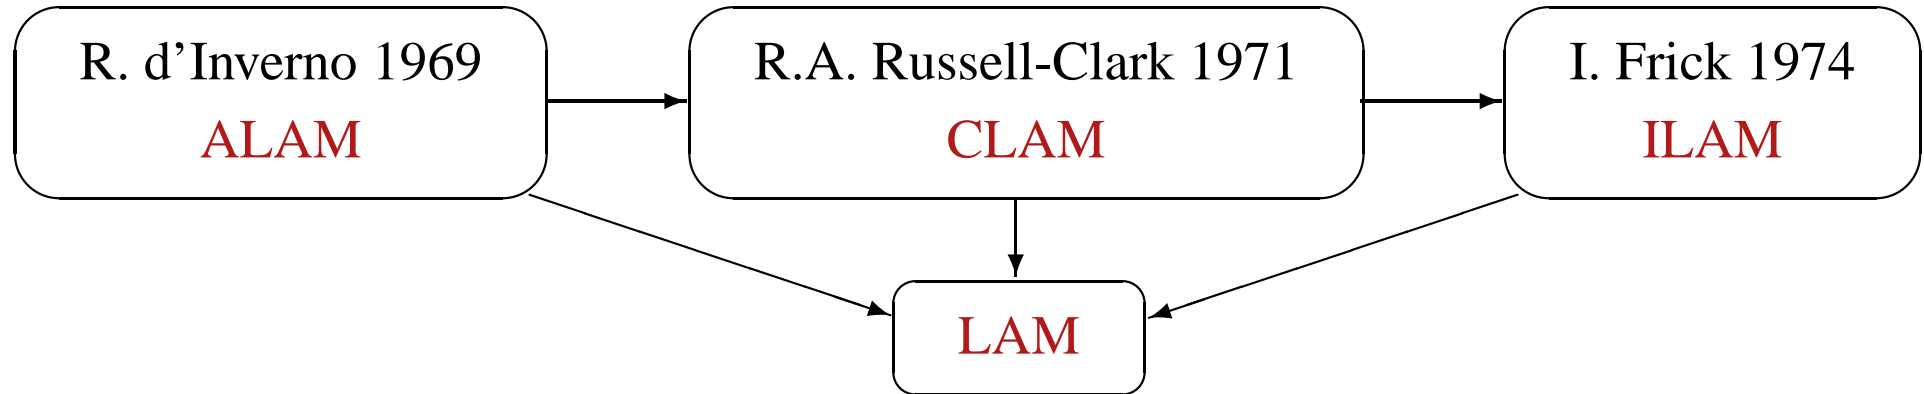 R. d'Inverno 1969
ALAM
R.A. Russell-Clark 1971
CLAM
I. Frick 1974
ILAM
LAM